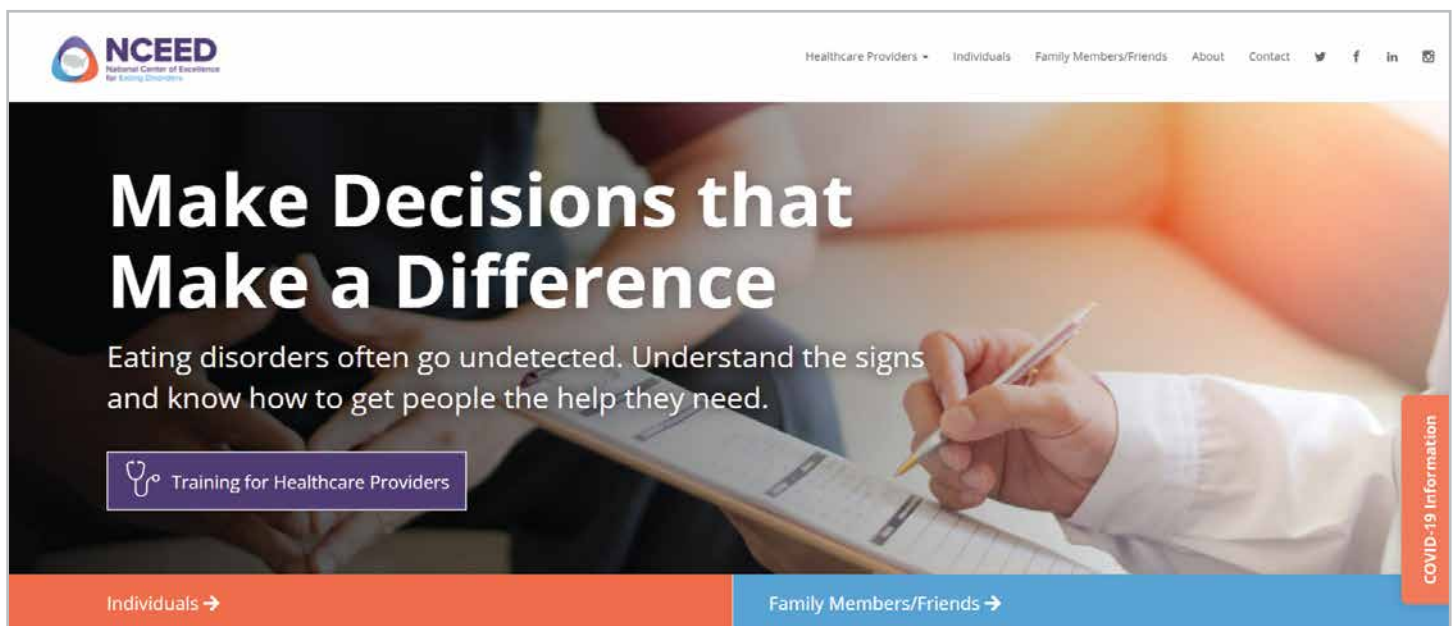 NCEED
National Center of Excellence
for Eating Disorders
Healthcare Providers Individuals Family Members/Friends About Contact
Make Decisions that
Make a Difference
Eating disorders often go undetected. Understand the signs
and know how to get people the help they need.
Training for Healthcare Providers
COVID-19 Information
Individuals →
Family Members/Friends →